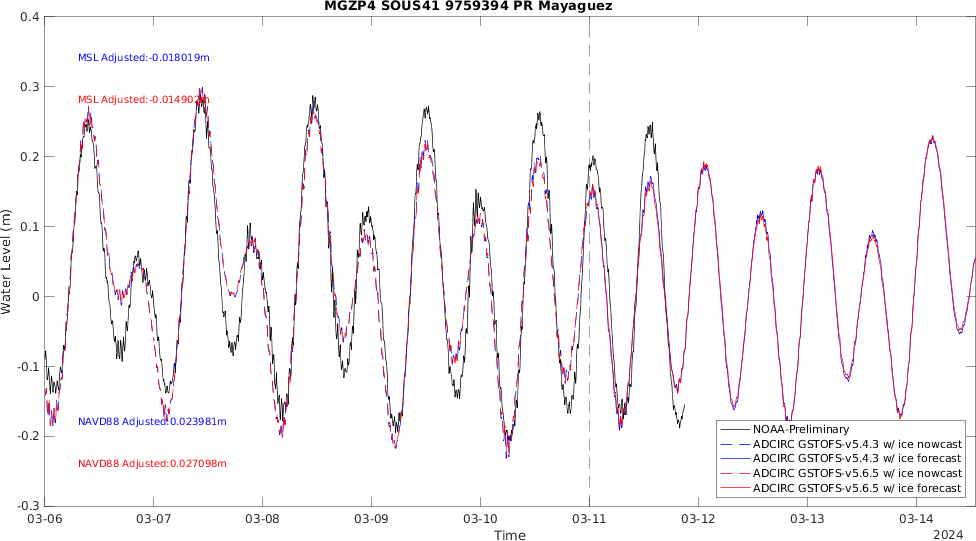 MGZP4 SOUS41 9759394 PR Mayaguez
0.4
0.3
0.2
0.1
0
-0.1
-0.2
-0.3
Water Level (m)
MSL Adjusted:-0.018019m
MSL Adjusted:-0.014902m
NAVD88 Adjusted:0.023981m
NAVD88 Adjusted:0.027098m
NOAA-Preliminary
ADCIRC GSTOFS-v5.4.3 w/ ice nowcast
ADCIRC GSTOFS-v5.4.3 w/ ice forecast
ADCIRC GSTOFS-v5.6.5 w/ ice nowcast
ADCIRC GSTOFS-v5.6.5 w/ ice forecast
03-06 03-07 03-08 03-09 03-10 03-11 03-12 03-13 03-14
Time
2024